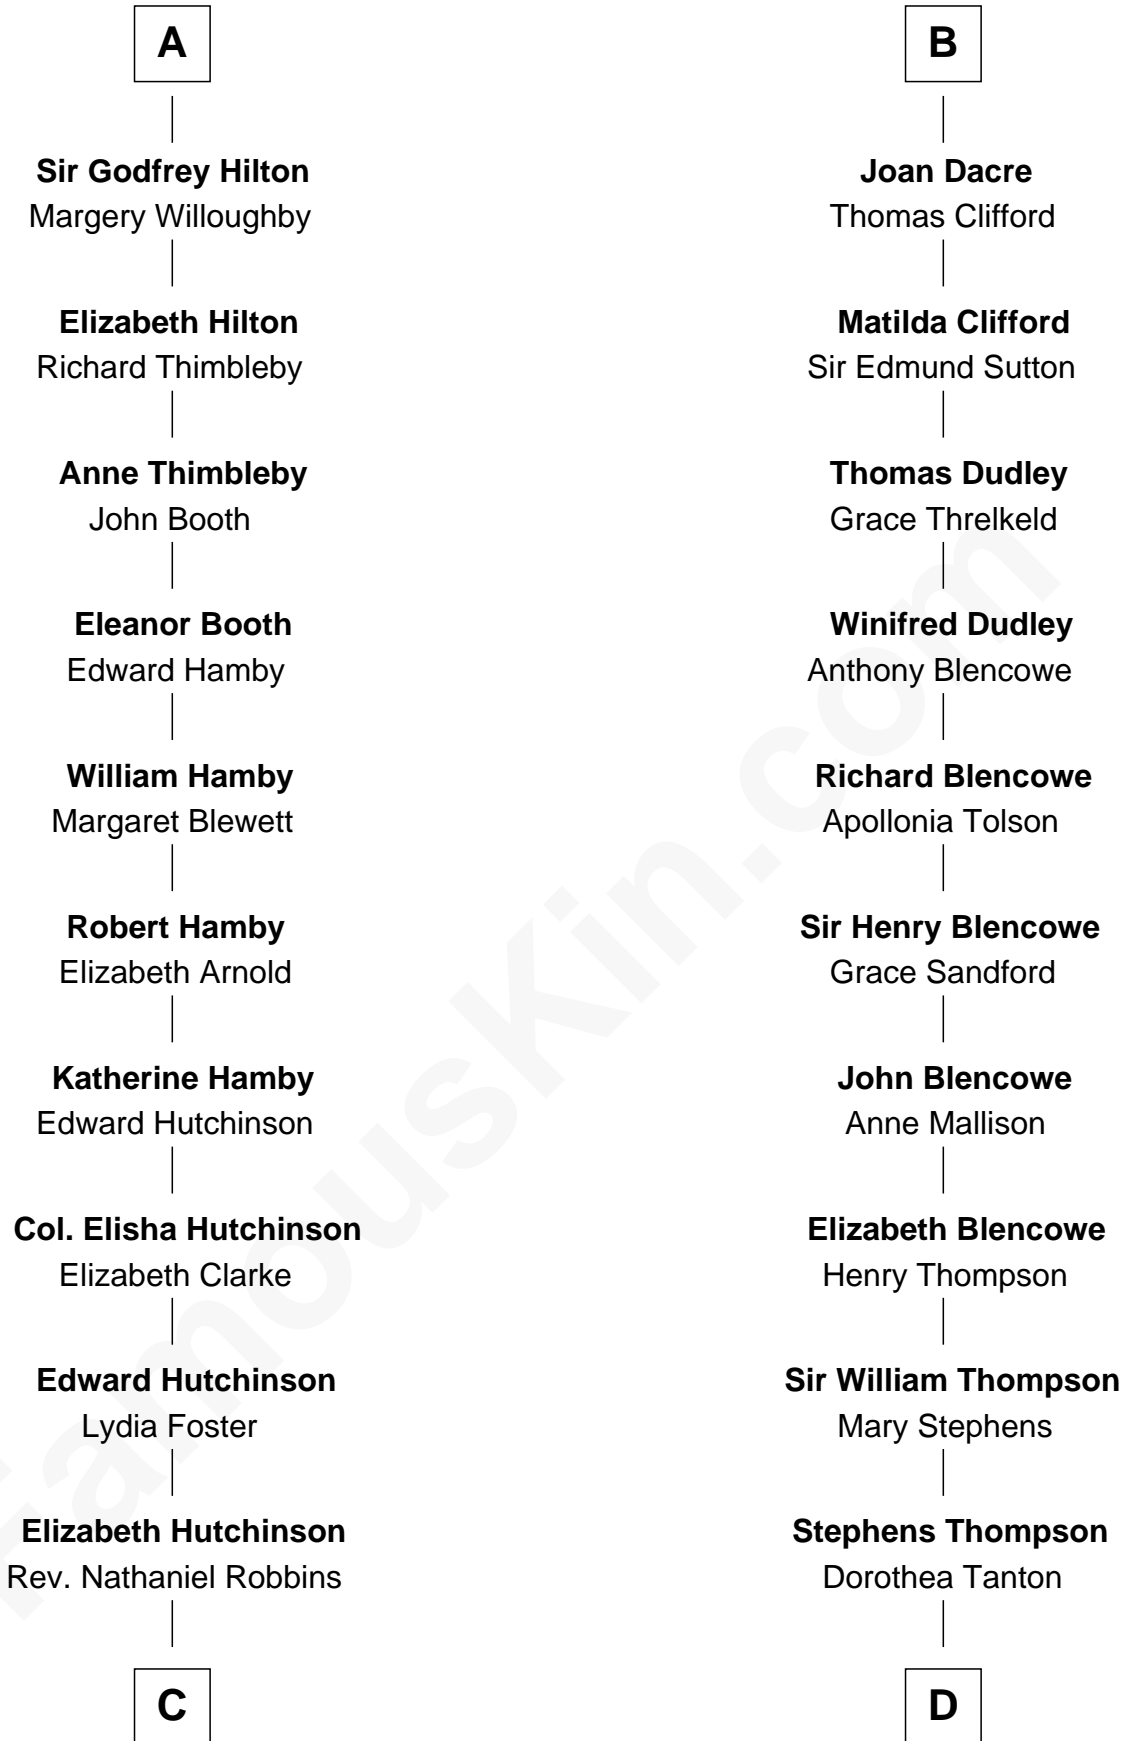 A
Sir Godfrey Hilton
Margery Willoughby
Elizabeth Hilton
Richard Thimbleby
Anne Thimbleby
John Booth
Eleanor Booth
Edward Hamby
William Hamby
Margaret Blewett
Robert Hamby
Elizabeth Arnold
Katherine Hamby
Edward Hutchinson
Col. Elisha Hutchinson
Elizabeth Clarke
Edward Hutchinson
Lydia Foster
Elizabeth Hutchinson
Rev. Nathaniel Robbins
C
B
Joan Dacre
Thomas Clifford
Matilda Clifford
Sir Edmund Sutton
Thomas Dudley
Grace Threlkeld
Winifred Dudley
Anthony Blencowe
Richard Blencowe
Apollonia Tolson
Sir Henry Blencowe
Grace Sandford
John Blencowe
Anne Mallison
Elizabeth Blencowe
Henry Thompson
Sir William Thompson
Mary Stephens
Stephens Thompson
Dorothea Tanton
D
FamousKin.com